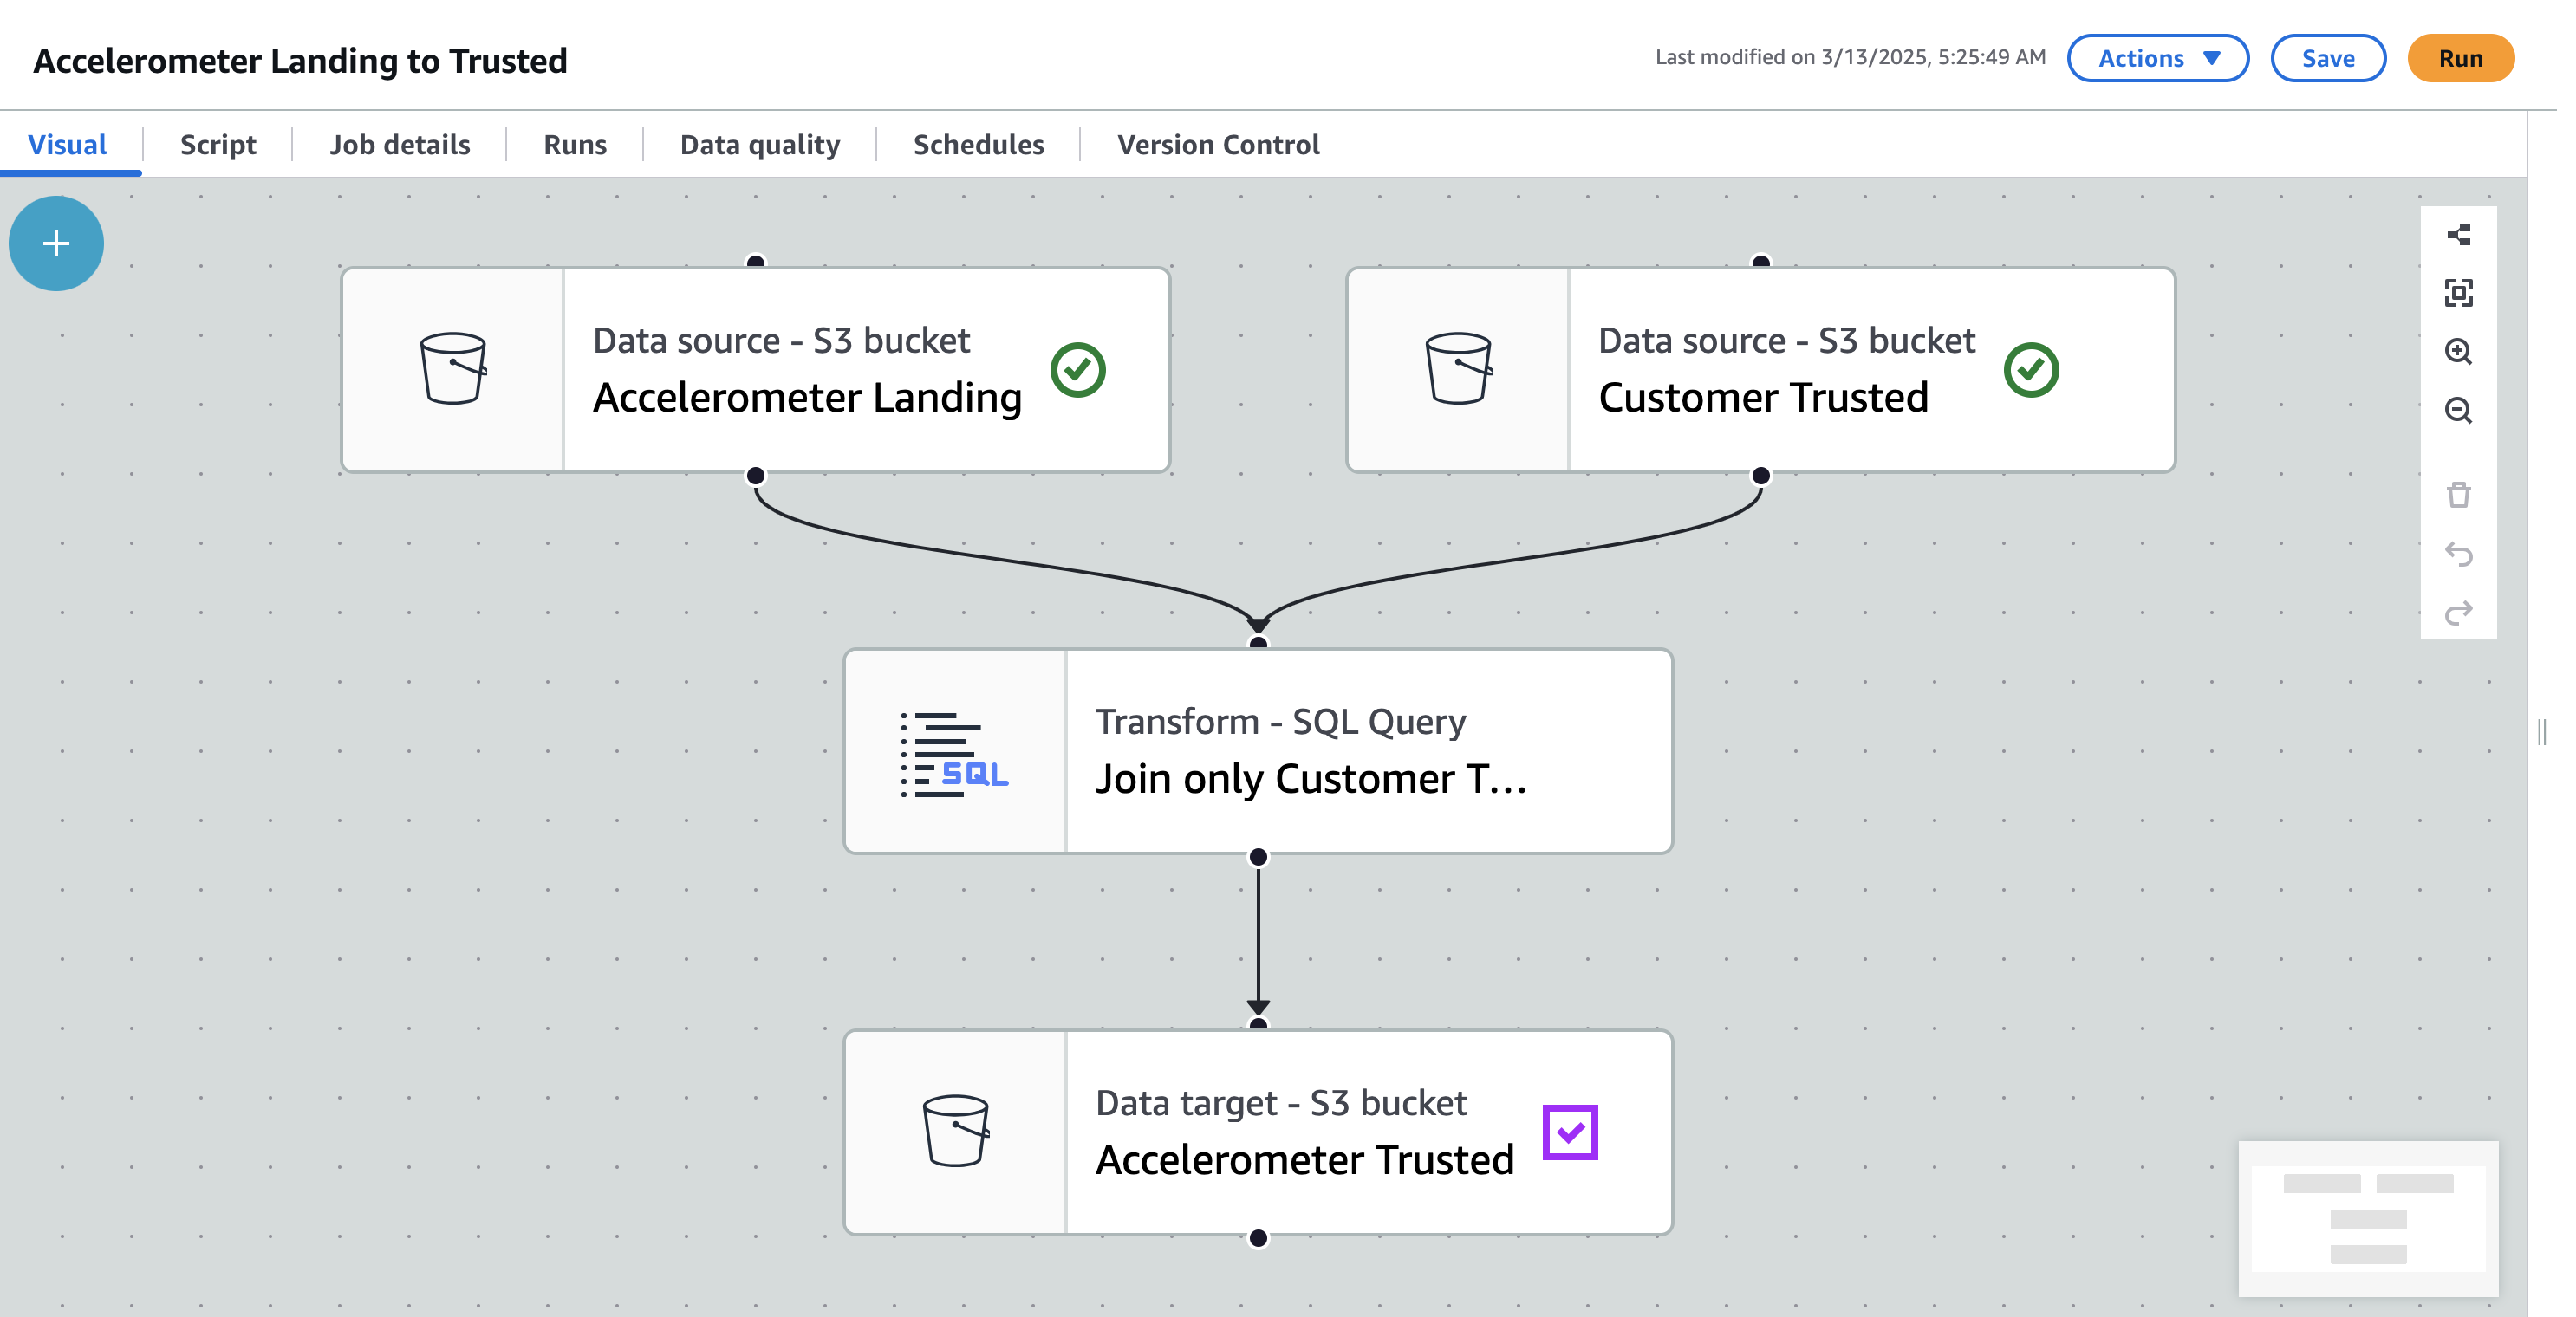 Accelerometer Landing to Trusted
Last modified on 3/13/2025, 5:25:49 AM
Actions
Save
Run
Visual
Script
Job details
Runs
Data quality
Schedules
Version Control
Data source - S3 bucket
Accelerometer Landing
Data source - S3 bucket
Customer Trusted
SQL
Transform - SQL Query
Join only Customer T...
Data target - S3 bucket
Accelerometer Trusted